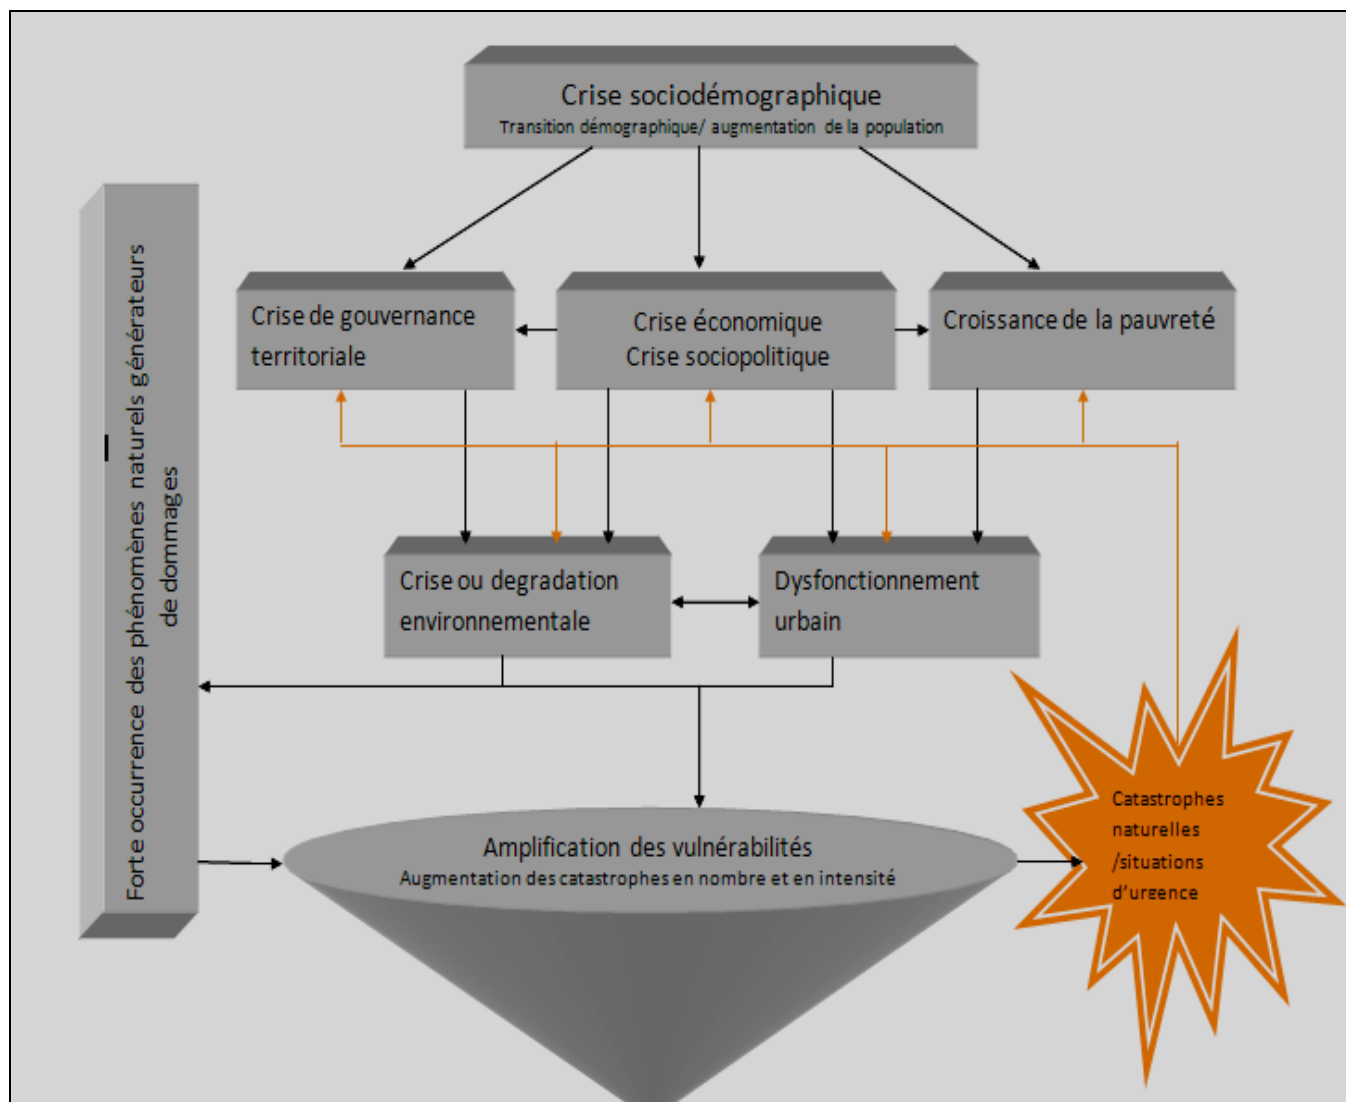 Crise sociodémographique
Transition démographique/ augmentation de la population
Crise de gouvernance
territoriale
Crise économique
Crise sociopolitique
Croissance de la pauvreté
Forte occurrence des phénomènes naturels générateurs
de dommages
Crise ou degradation
environnementale
Dysfonctionnement
urbain
Amplification des vulnérabilités
Augmentation des catastrophes en nombre et en intensité
Catastrophes
naturelles
/situations
d'urgence